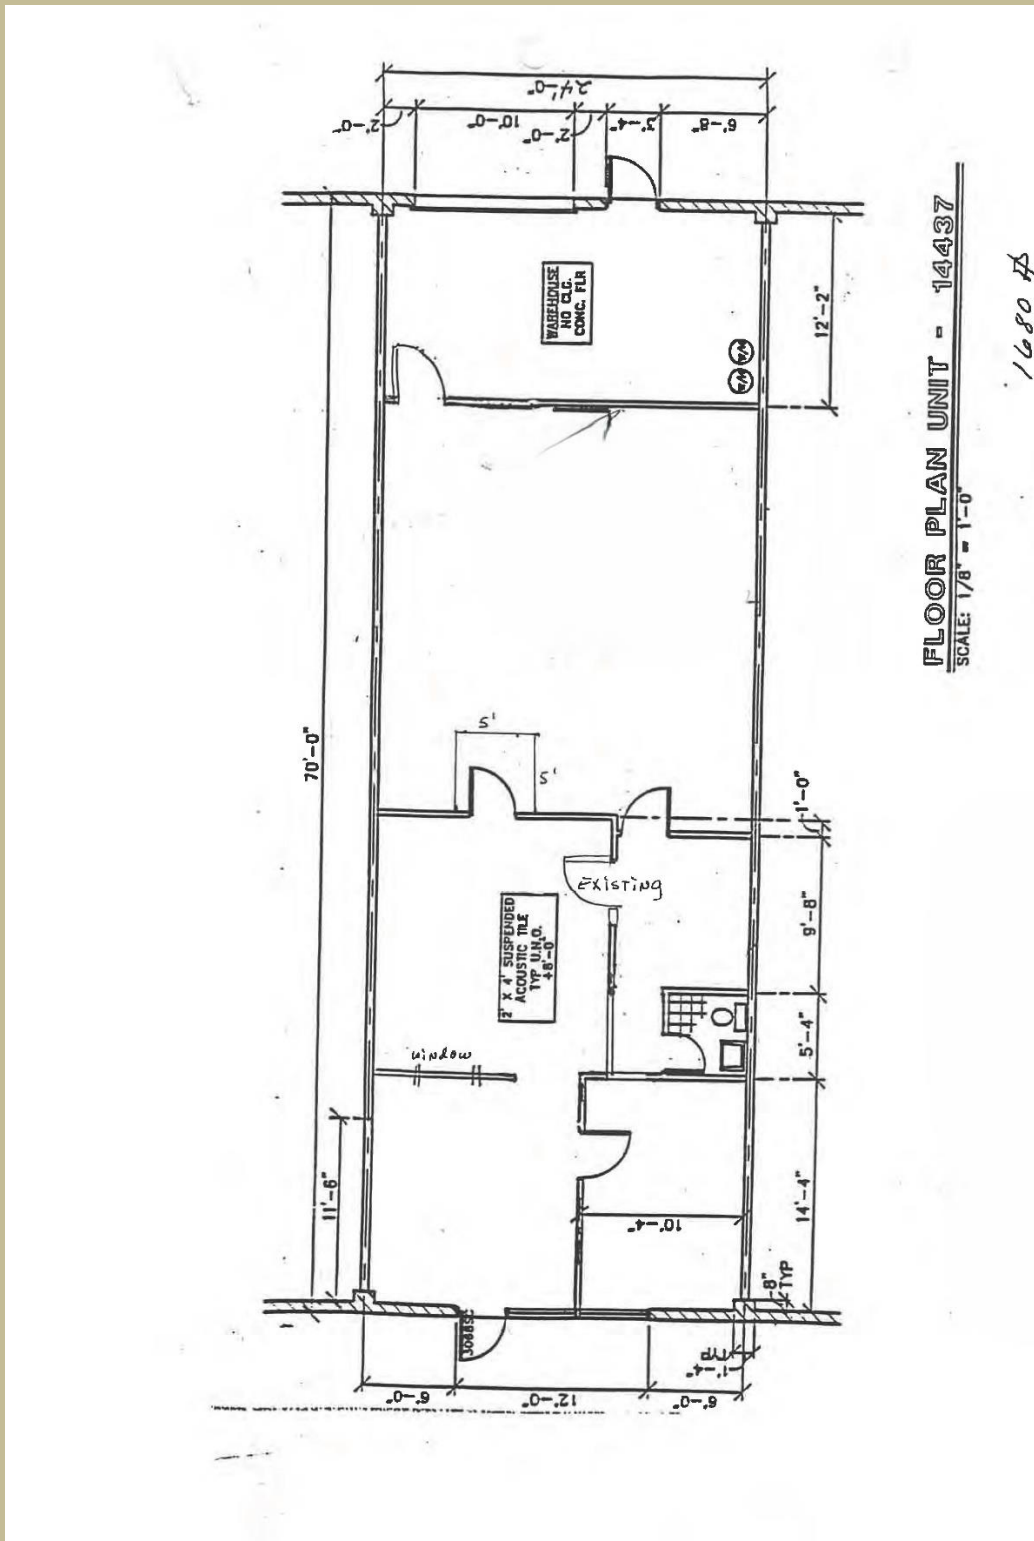 24'-0"
2'-0"
10'-0"
2'-0"
3'-4"
6'-8"
WAREHOUSE
NO CLG.
CONC. FLR
12'-2"
FLOOR PLAN UNIT - 14437
SCALE: 1/8" = 1'-0"
1680
70'-0"
5'
5'
1'-0"
EXISTING
9'-8"
2' X 4' SUSPENDED
ACOUSTIC TILE
TYP U.N.O.
+8'-0"
5'-4"
window
11'-6"
10'-4"
14'-4"
8"
TYP
3068SC
TYP
1'-4"
6'-0"
12'-0"
6'-0"